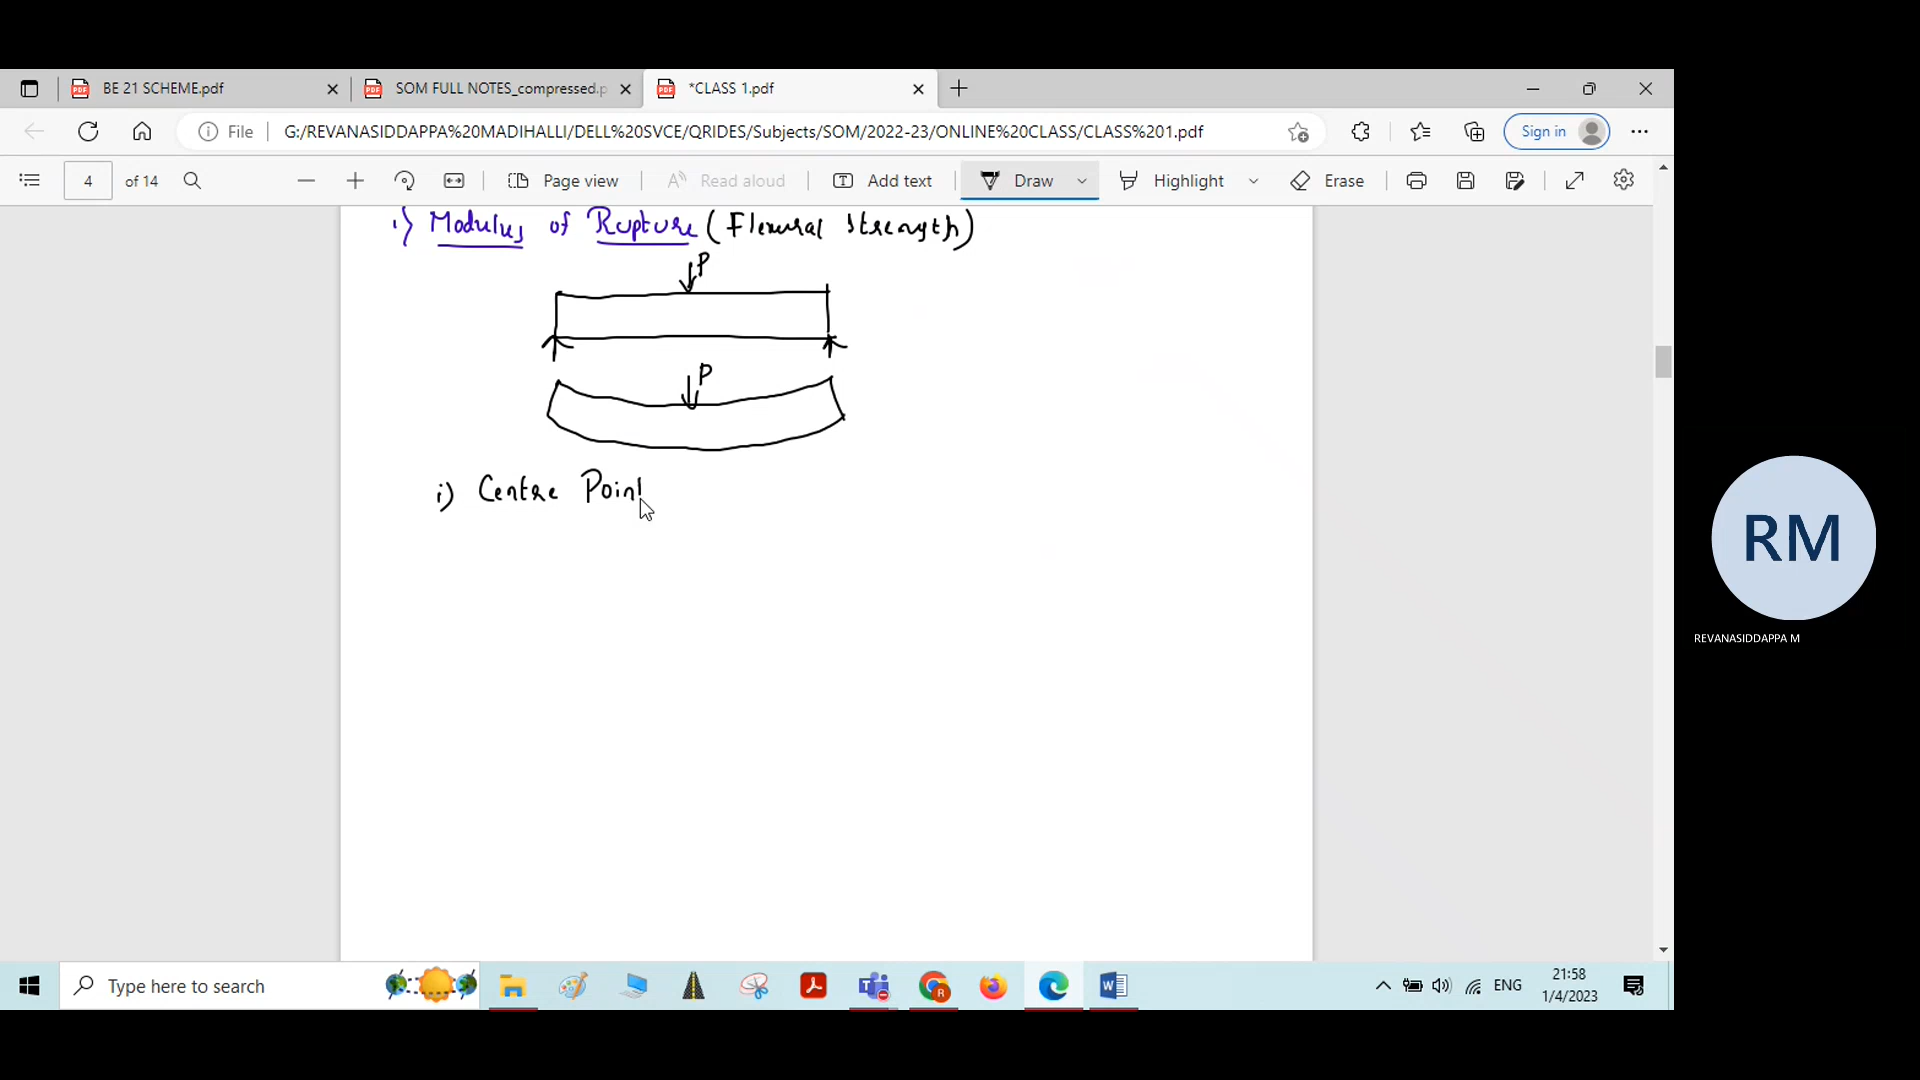 BE 21 SCHEME.pdf
SOM FULL NOTES_compressed.p
*CLASS 1.pdf
File
G:/REVANASIDDAPPA%20MADIHALLI/DELL%20SVCE/QRIDES/Subjects/SOM/2022-23/ONLINE%20CLASS/CLASS%201.pdf
Sign in
4 of 14
Page view
Read aloud
Add text
Draw
Highlight
Erase
i) Modulus of Rupture (Flexural Strength)
P
P
i) Centre Point
RM
REVANASIDDAPPA M
Type here to search
ENG
21:58
1/4/2023